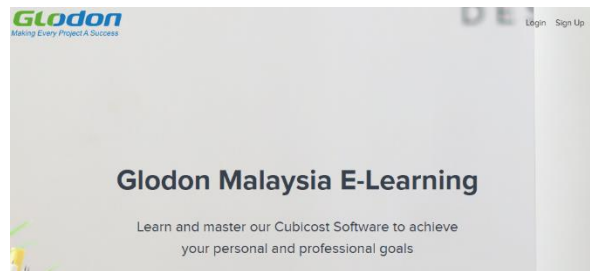 Glodon
Making Every Project A Success
DE
Login Sign Up
Glodon Malaysia E-Learning
Learn and master our Cubicost Software to achieve
your personal and professional goals